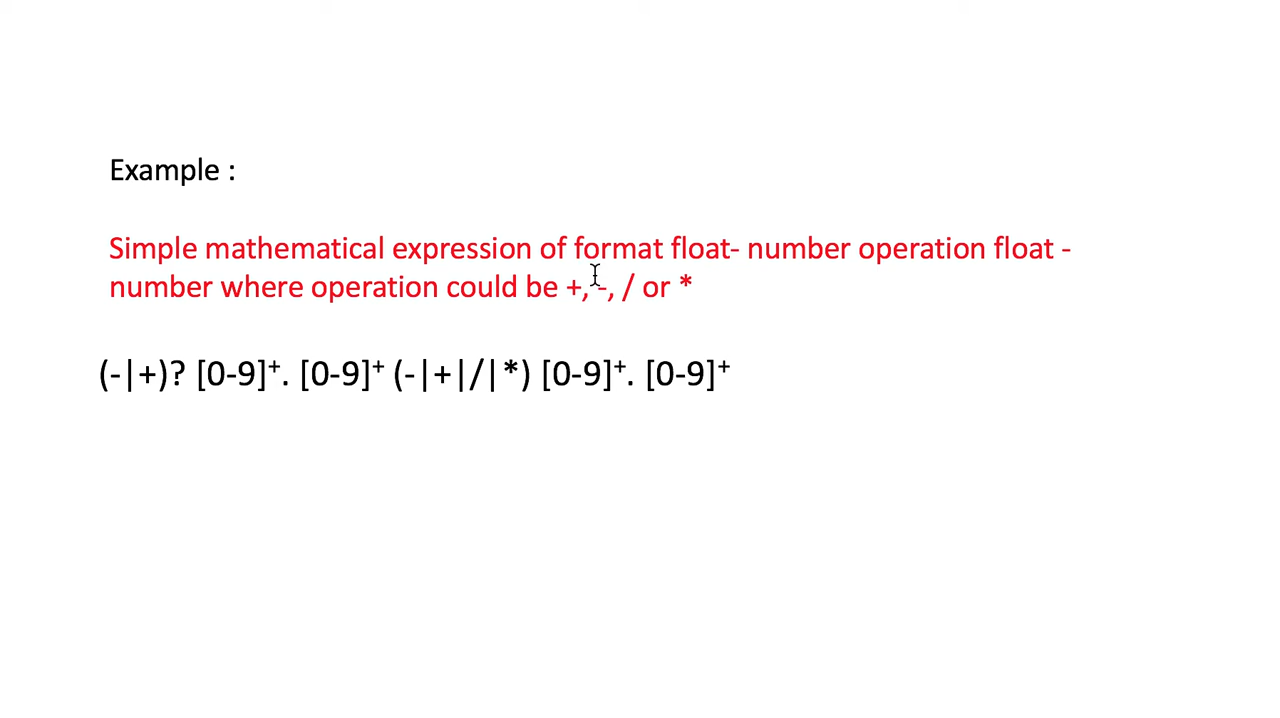 Example :
Simple mathematical expression of format float- number operation float -
number where operation could be +, -, / or *
(-|+)? [0-9]⁺. [0-9]⁺ (-|+|/|*) [0-9]⁺. [0-9]⁺